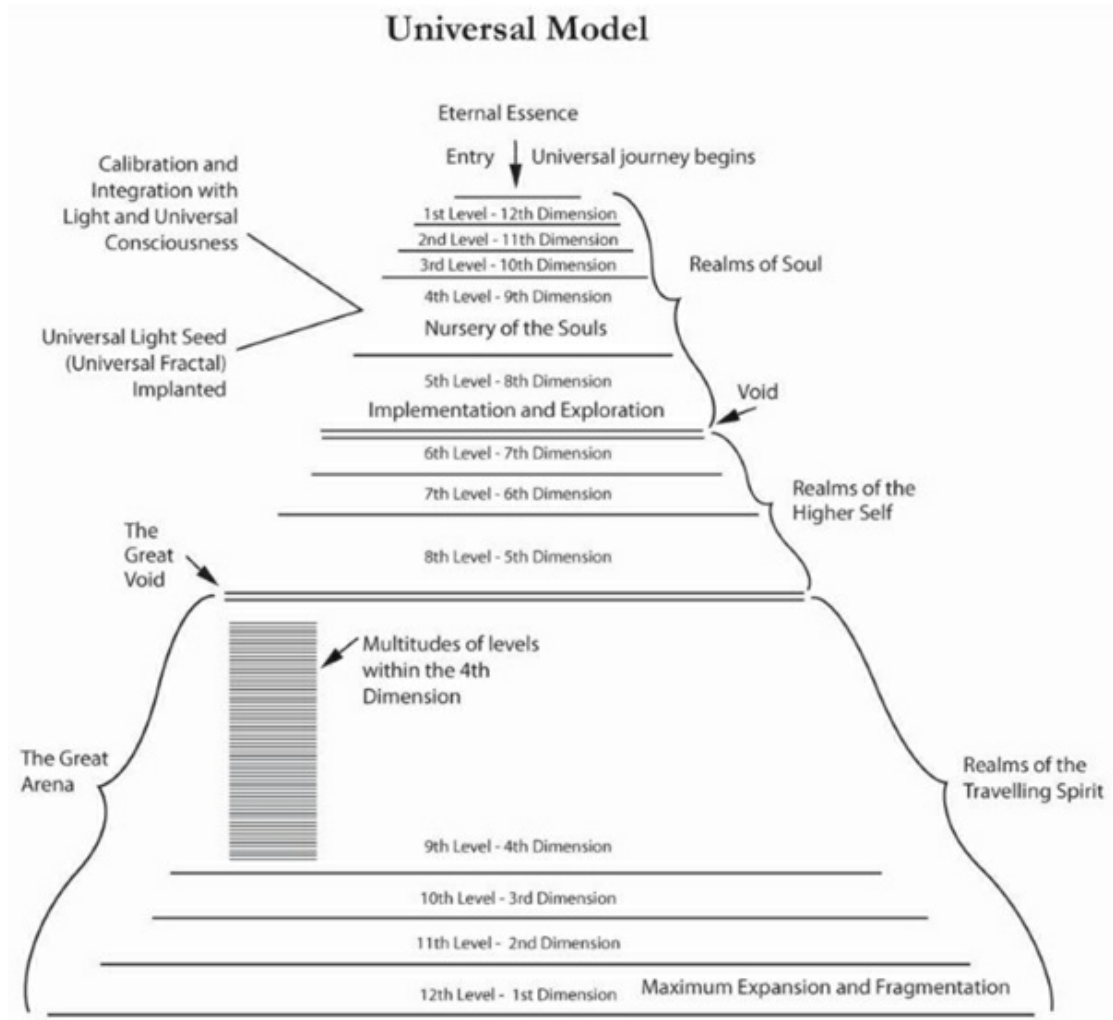 Universal Model
Eternal Essence
Entry
Universal journey begins
Calibration and
Integration with
Light and Universal
Consciousness
1st Level - 12th Dimension
2nd Level - 11th Dimension
3rd Level - 10th Dimension
Realms of Soul
4th Level - 9th Dimension
Nursery of the Souls
Universal Light Seed
(Universal Fractal)
Implanted
5th Level - 8th Dimension
Implementation and Exploration
Void
6th Level - 7th Dimension
7th Level - 6th Dimension
Realms of the
Higher Self
The
Great
Void
8th Level - 5th Dimension
Multitudes of levels
within the 4th
Dimension
The Great
Arena
Realms of the
Travelling Spirit
9th Level - 4th Dimension
10th Level - 3rd Dimension
11th Level - 2nd Dimension
12th Level - 1st Dimension
Maximum Expansion and Fragmentation